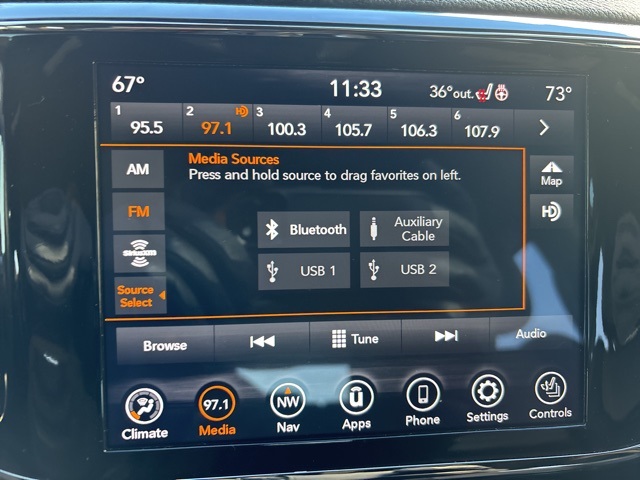 67° 11:33 36°out. 73°
1 95.5 2 97.1 HD 3 100.3 4 105.7 5 106.3 6 107.9
Media Sources
Press and hold source to drag favorites on left.
AM
Map
FM
HD
Bluetooth
Auxiliary
Cable
SiriusXM
USB 1 USB 2
Source
Select
Browse Tune Audio
97.1 NW
Climate Media Nav Apps Phone Settings Controls